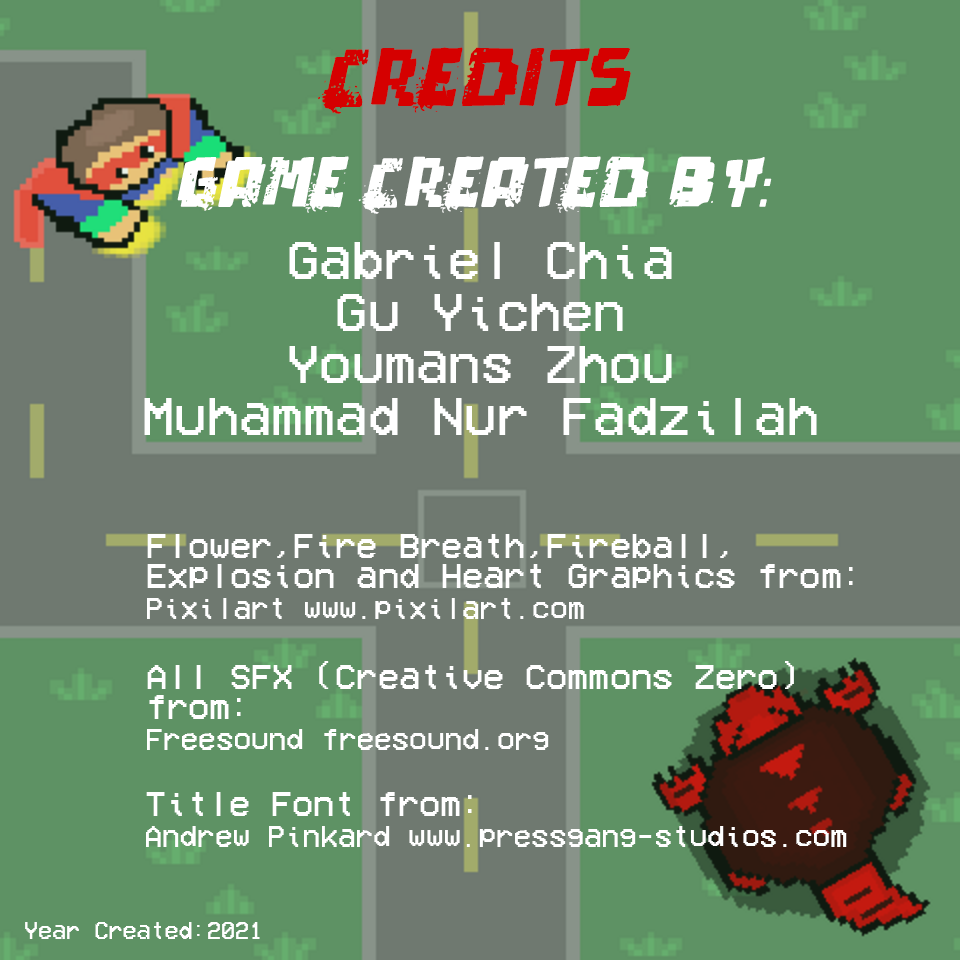 CREDITS
GAME CREATED BY:
Gabriel Chia
Gu Yichen
Youmans Zhou
Muhammad Nur Fadzilah
Flower,Fire Breath,Fireball,
Explosion and Heart Graphics from:
Pixilart www.pixilart.com
All SFX (Creative Commons Zero)
from:
Freesound freesound.org
Title Font from:
Andrew Pinkard www.pressgang-studios.com
Year Created:2021